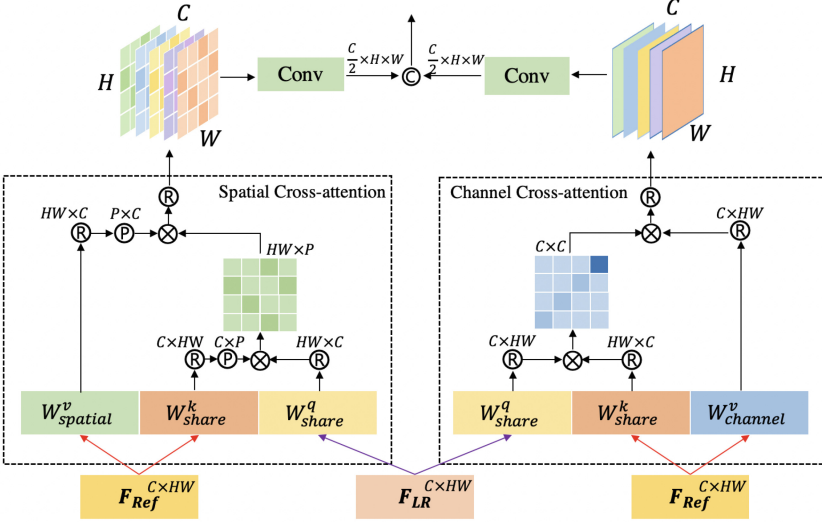 C
C
H
W
Conv
C/2 ×H×W
C
C/2 ×H×W
Conv
H
W
Spatial Cross-attention
Channel Cross-attention
R
R
HW×C
P×C
R
P
C×HW
R
HW×P
C×C
C×HW
C×P
HW×C
R
P
R
C×HW
HW×C
R
R
W^v_spatial
W^k_share
W^q_share
W^q_share
W^k_share
W^v_channel
F_Ref^C×HW
F_LR^C×HW
F_Ref^C×HW